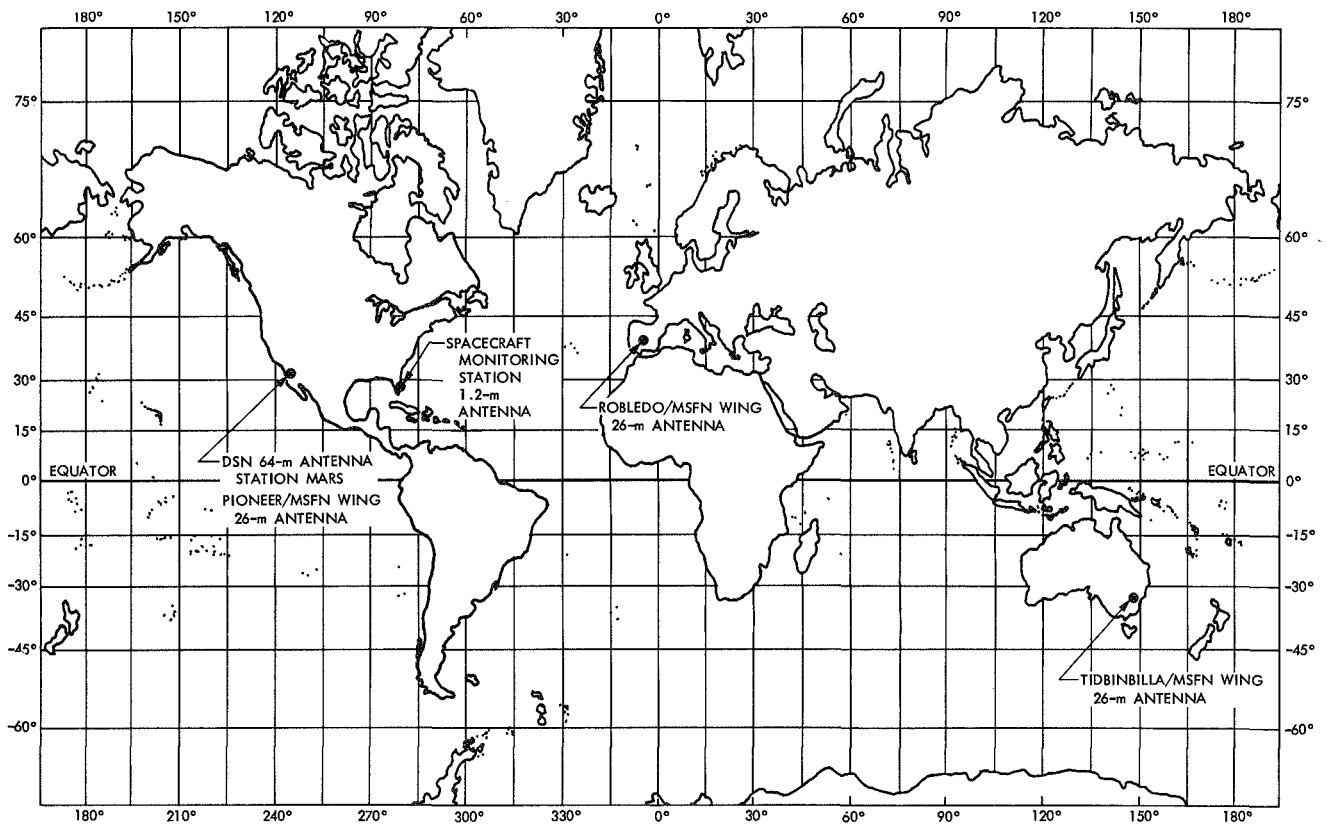 180° 150° 120° 90° 60° 30° 0° 30° 60° 90° 120° 150° 180°
75° 75°
60° 60°
45° 45°
SPACECRAFT
MONITORING
STATION
1.2-m
ANTENNA
30° 30°
ROBLEDO/MSFN WING
26-m ANTENNA
15° 15°
DSN 64-m ANTENNA
STATION MARS
EQUATOR EQUATOR
0° 0°
PIONEER/MSFN WING
26-m ANTENNA
-15° -15°
-30° -30°
-45° -45°
TIDBINBILLA/MSFN WING
26-m ANTENNA
-60° -60°
180° 210° 240° 270° 300° 330° 0° 30° 60° 90° 120° 150° 180°